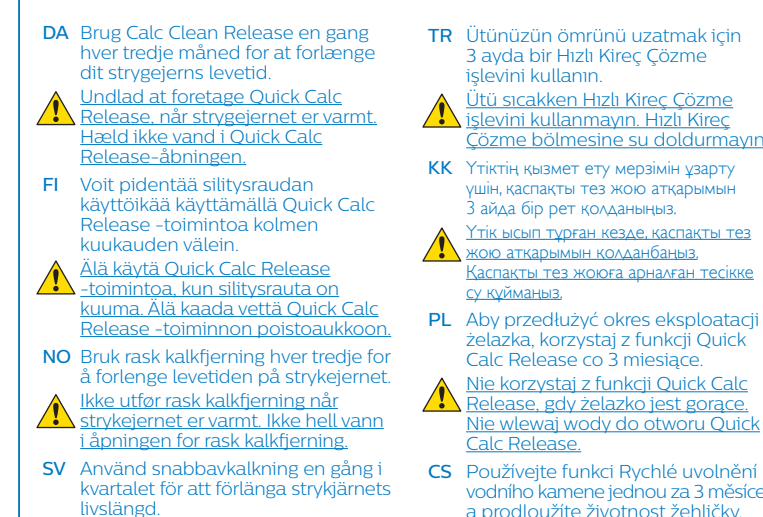 DA Brug Calc Clean Release en gang
hver tredje måned for at forlænge
dit strygejerns levetid.
Undlad at foretage Quick Calc
Release, når strygejernet er varmt.
Hæld ikke vand i Quick Calc
Release-åbningen.
FI Voit pidentää silitysraudan
käyttöikää käyttämällä Quick Calc
Release -toimintoa kolmen
kuukauden välein.
Älä käytä Quick Calc Release
-toimintoa, kun silitysrauta on
kuuma. Älä kaada vettä Quick Calc
Release -toiminnon poistoaukkoon.
NO Bruk rask kalkfjerning hver tredje for
å forlenge levetiden på strykejernet.
Ikke utfør rask kalkfjerning når
strykejernet er varmt. Ikke hell vann
i åpningen for rask kalkfjerning.
SV Använd snabbavkalkning en gång i
kvartalet för att förlänga strykjärnets
livslängd.
TR Ütünüzün ömrünü uzatmak için
3 ayda bir Hızlı Kireç Çözme
işlevini kullanın.
Ütü sıcakken Hızlı Kireç Çözme
işlevini kullanmayın. Hızlı Kireç
Çözme bölmesine su doldurmayın
KK Үтіктің қызмет ету мерзімін ұзарту
үшін, қаспақты тез жою атқарымын
3 айда бір рет қолданыңыз.
Үтік ысып тұрған кезде, қаспақты тез
жою атқарымын қолданбаңыз.
Қаспақты тез жоюға арналған тесікке
су құймаңыз.
PL Aby przedłużyć okres eksploatacji
żelazka, korzystaj z funkcji Quick
Calc Release co 3 miesiące.
Nie korzystaj z funkcji Quick Calc
Release, gdy żelazko jest gorące.
Nie wlewaj wody do otworu Quick
Calc Release.
CS Používejte funkci Rychlé uvolnění
vodního kamene jednou za 3 měsíce
a prodloužíte životnost žehličky